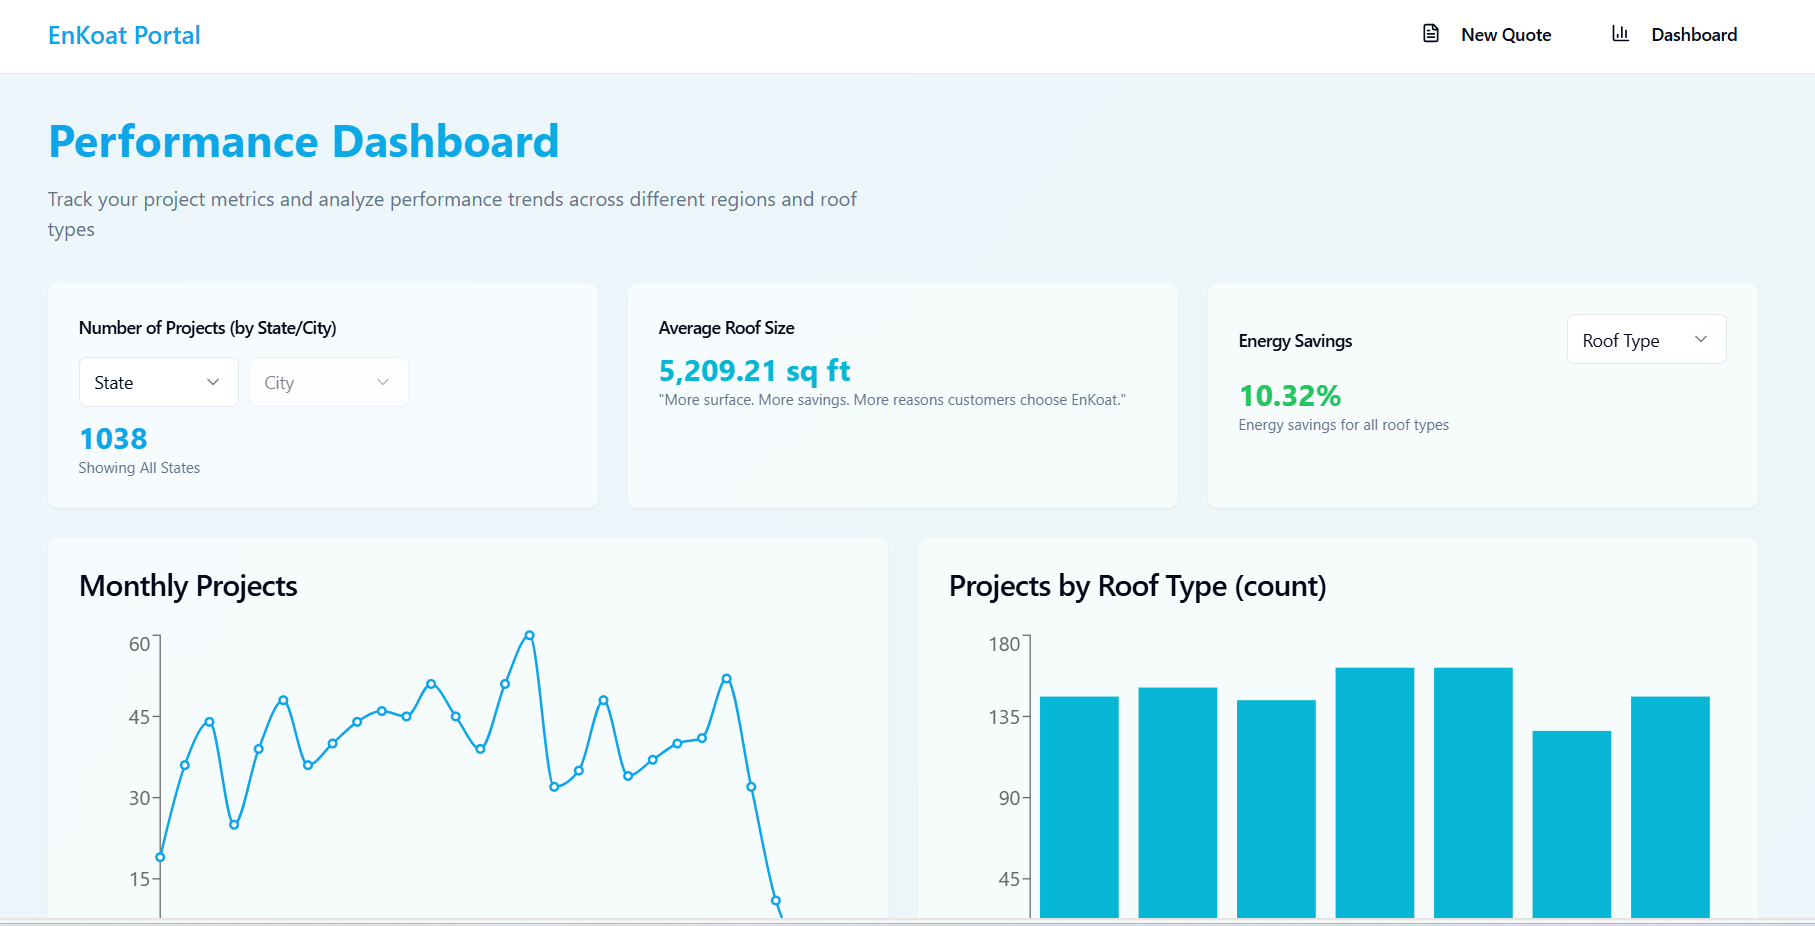 EnKoat Portal
New Quote
Dashboard
Performance Dashboard
Track your project metrics and analyze performance trends across different regions and roof
types
Number of Projects (by State/City)
State
City
1038
Showing All States
Average Roof Size
5,209.21 sq ft
"More surface. More savings. More reasons customers choose EnKoat."
Energy Savings
Roof Type
10.32%
Energy savings for all roof types
Monthly Projects
60
45
30
15
Projects by Roof Type (count)
180
135
90
45